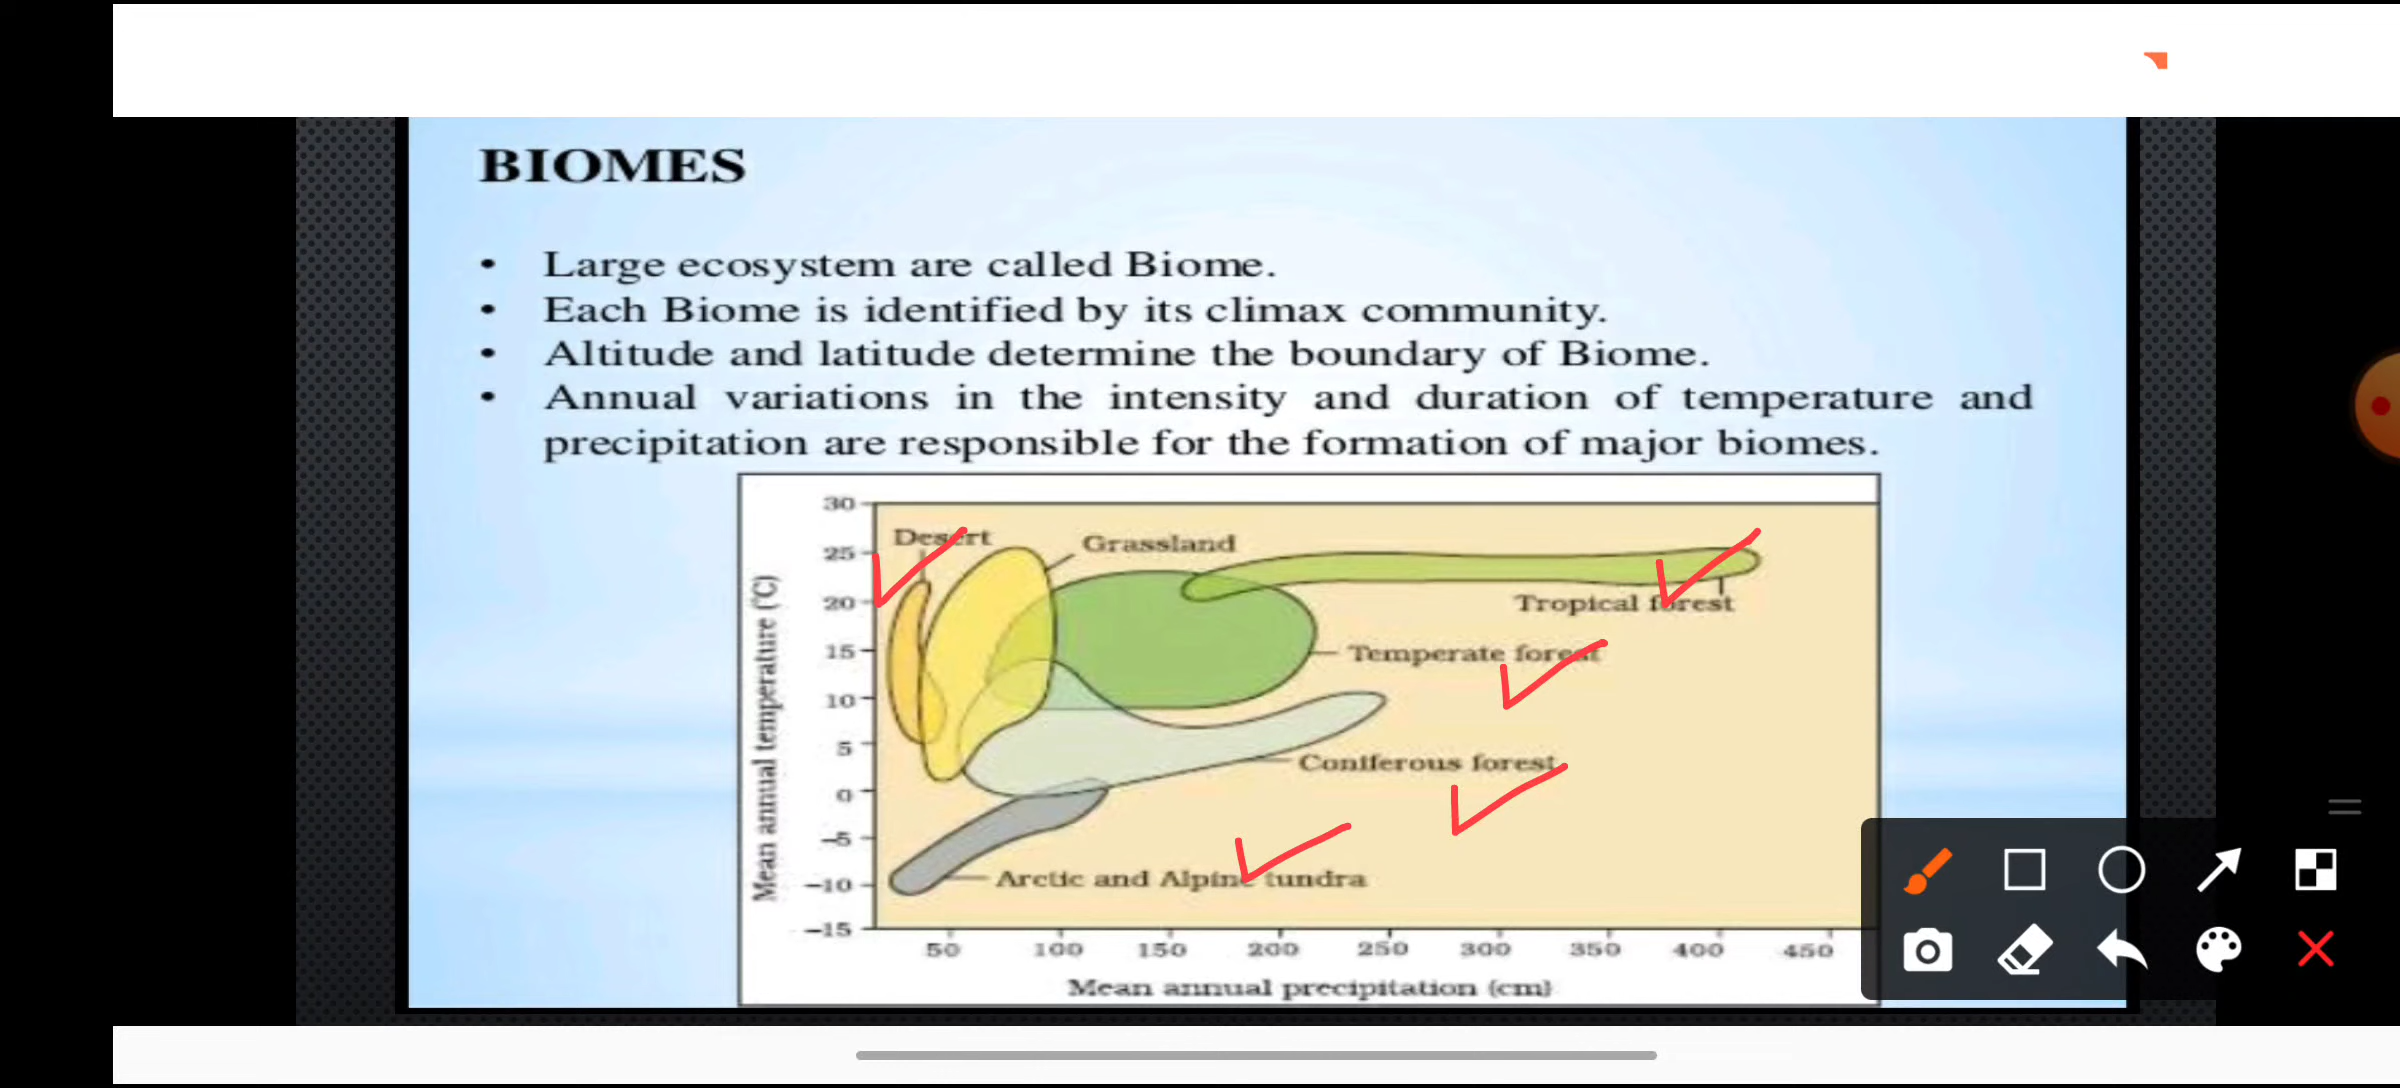 BIOMES
• Large ecosystem are called Biome.
• Each Biome is identified by its climax community.
• Altitude and latitude determine the boundary of Biome.
• Annual variations in the intensity and duration of temperature and
precipitation are responsible for the formation of major biomes.
Mean annual temperature (°C)
30
25
20
15
10
5
0
−5
−10
−15
Desert
Grassland
Tropical forest
Temperate forest
Coniferous forest
Arctic and Alpine tundra
50 100 150 200 250 300 350 400 450
Mean annual precipitation (cm)